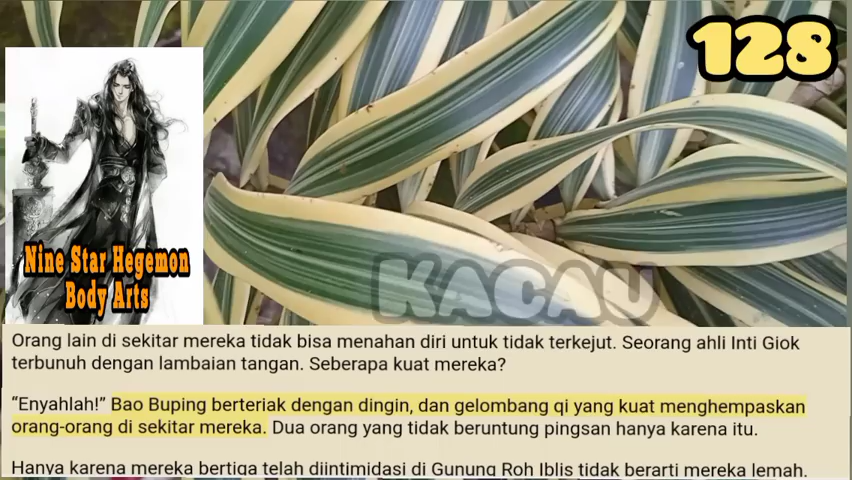 128
Nine Star Hegemon
Body Arts
KACAU
Orang lain di sekitar mereka tidak bisa menahan diri untuk tidak terkejut. Seorang ahli Inti Giok
terbunuh dengan lambaian tangan. Seberapa kuat mereka?
“Enyahlah!” Bao Buping berteriak dengan dingin, dan gelombang qi yang kuat menghempaskan
orang-orang di sekitar mereka. Dua orang yang tidak beruntung pingsan hanya karena itu.
Hanya karena mereka bertiga telah diintimidasi di Gunung Roh Iblis tidak berarti mereka lemah.